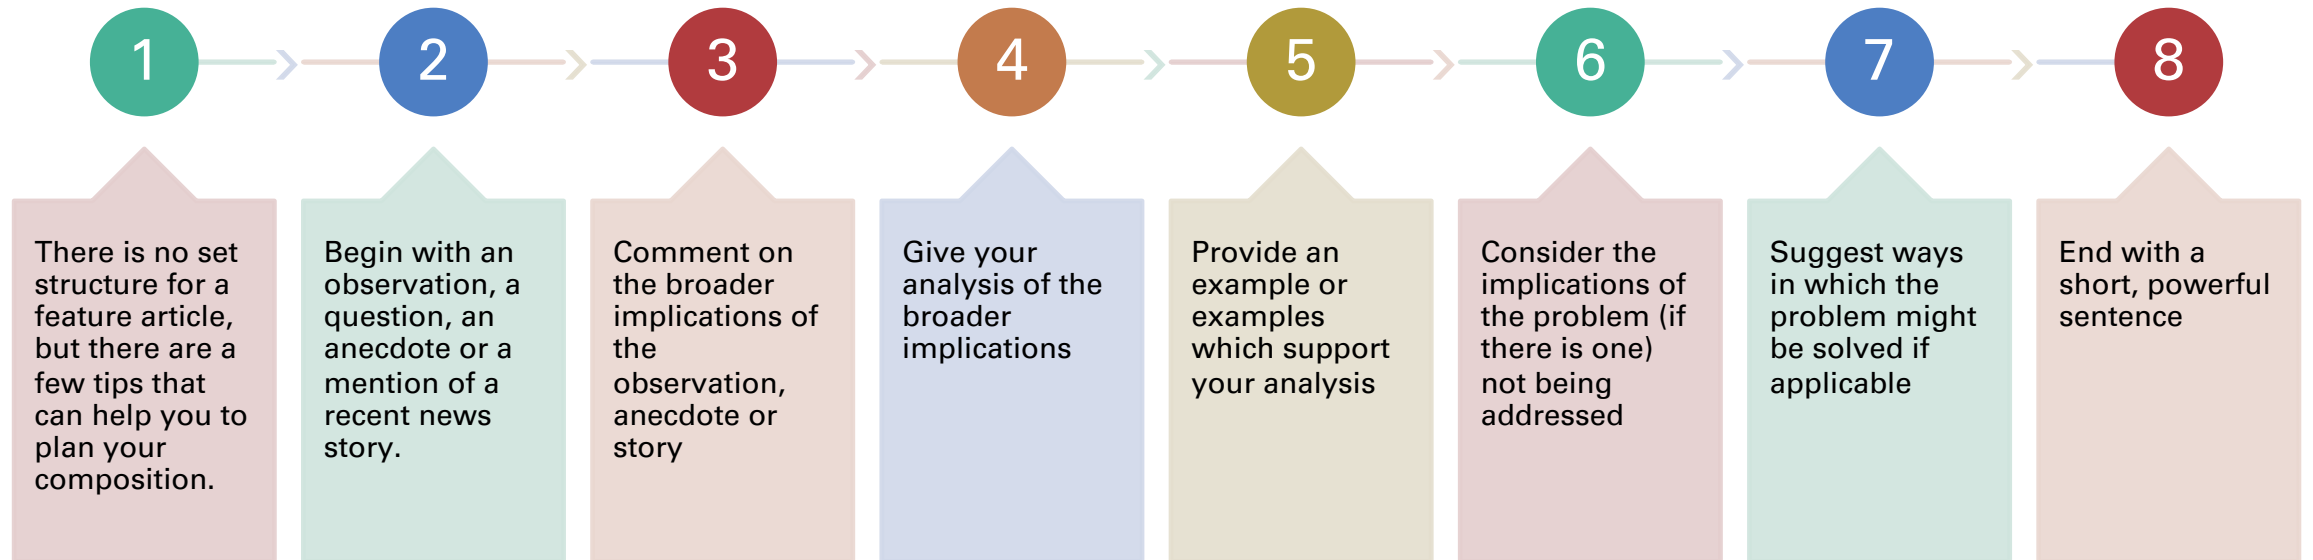 1
There is no set
structure for a
feature article,
but there are a
few tips that
can help you to
plan your
composition.
2
Begin with an
observation, a
question, an
anecdote or a
mention of a
recent news
story.
3
Comment on
the broader
implications of
the
observation,
anecdote or
story
4
Give your
analysis of the
broader
implications
5
Provide an
example or
examples
which support
your analysis
6
Consider the
implications of
the problem (if
there is one)
not being
addressed
7
Suggest ways
in which the
problem might
be solved if
applicable
8
End with a
short, powerful
sentence